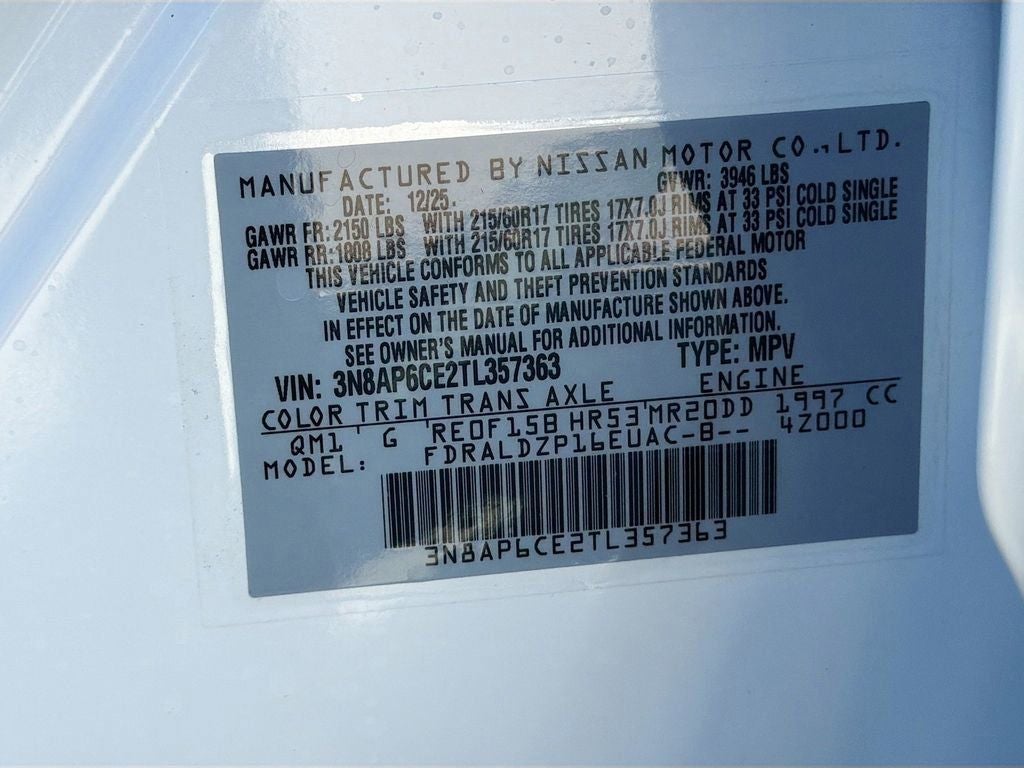 MANUFACTURED BY NISSAN MOTOR CO., LTD.
DATE: 12/25. GVWR: 3946 LBS
GAWR FR: 2150 LBS WITH 215/60R17 TIRES 17X7.0J RIMS AT 33 PSI COLD SINGLE
GAWR RR: 1808 LBS WITH 215/60R17 TIRES 17X7.0J RIMS AT 33 PSI COLD SINGLE
THIS VEHICLE CONFORMS TO ALL APPLICABLE FEDERAL MOTOR
VEHICLE SAFETY AND THEFT PREVENTION STANDARDS
IN EFFECT ON THE DATE OF MANUFACTURE SHOWN ABOVE.
SEE OWNER'S MANUAL FOR ADDITIONAL INFORMATION.
VIN: 3N8AP6CE2TL357363 TYPE: MPV
COLOR TRIM TRANS AXLE ENGINE
QM1 G RE0F15B HR53 MR20DD 1997 CC
MODEL: FDRALDZP16EUAC-B-- 42000
3N8AP6CE2TL357363